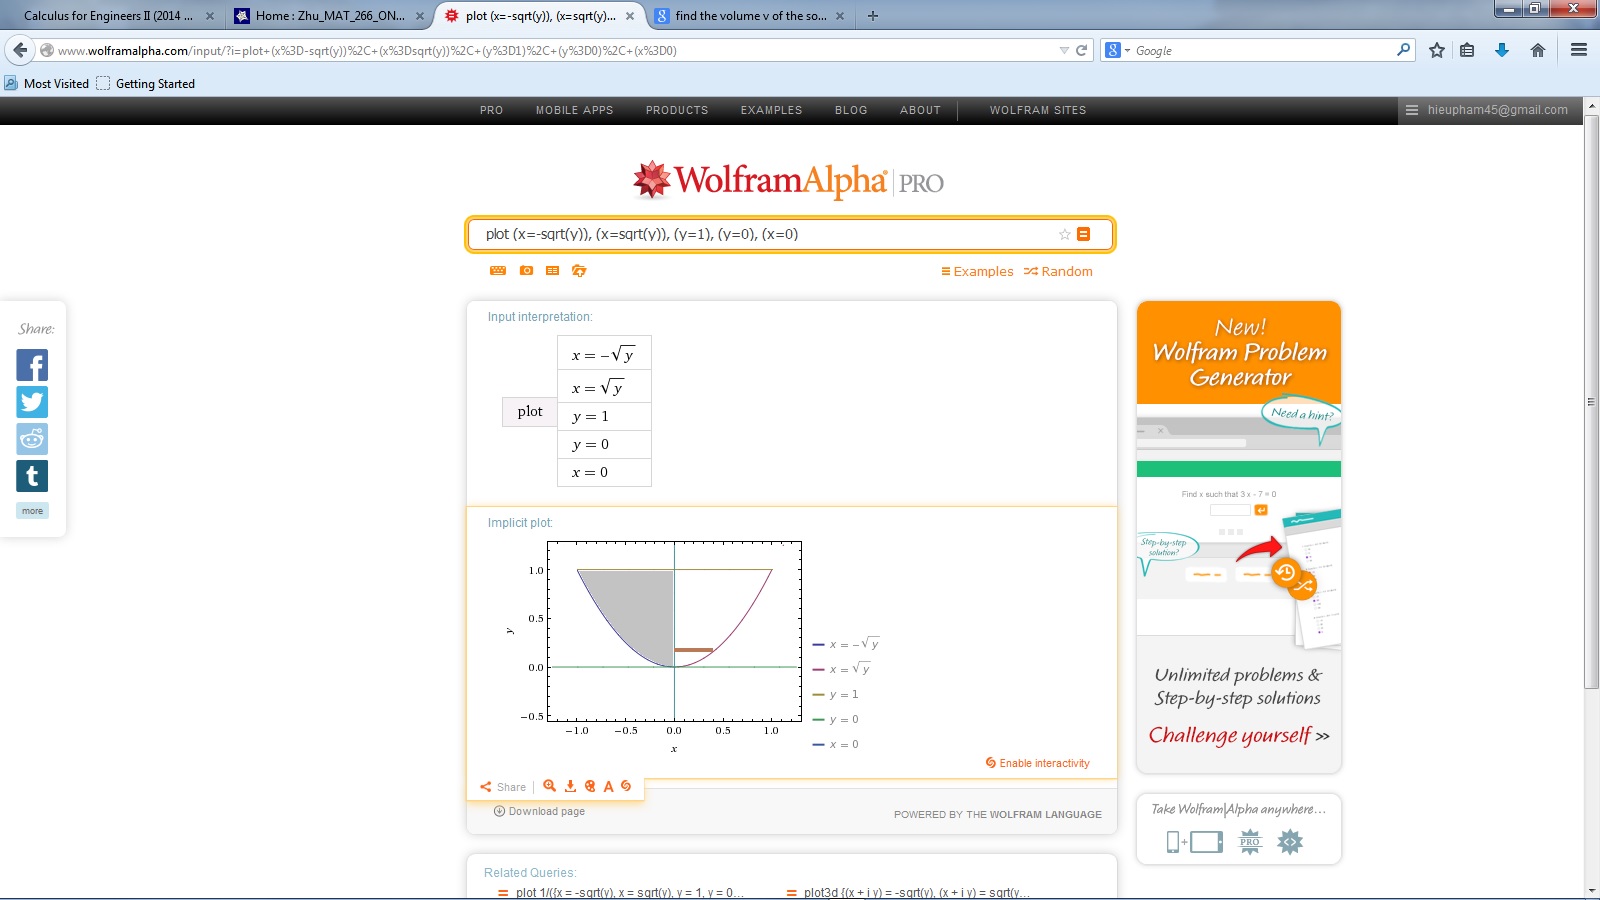 Calculus for Engineers II (2014 ...
Home : Zhu_MAT_266_ON...
plot (x=-sqrt(y)), (x=sqrt(y)...
find the volume v of the so...
www.wolframalpha.com/input/?i=plot+(x%3D-sqrt(y))%2C+(x%3Dsqrt(y))%2C+(y%3D1)%2C+(y%3D0)%2C+(x%3D0)
Google
Most Visited
Getting Started
PRO MOBILE APPS PRODUCTS EXAMPLES BLOG ABOUT WOLFRAM SITES
hieupham45@gmail.com
WolframAlpha PRO
plot (x=-sqrt(y)), (x=sqrt(y)), (y=1), (y=0), (x=0)
Examples Random
Share:
more
Input interpretation:
plot
x = −√y
x = √y
y = 1
y = 0
x = 0
Implicit plot:
1.0
0.5
0.0
−0.5
y
−1.0 −0.5 0.0 0.5 1.0
x
x = −√y
x = √y
y = 1
y = 0
x = 0
Enable interactivity
Share
A
Download page
POWERED BY THE WOLFRAM LANGUAGE
Related Queries:
= plot 1/({x = -sqrt(y), x = sqrt(y), y = 1, y = 0...
= plot3d {(x + i y) = -sqrt(y), (x + i y) = sqrt(y...
New!
Wolfram Problem
Generator
Need a hint?
Find x such that 3 x - 7 = 0
Step-by-step
solution?
Unlimited problems &
Step-by-step solutions
Challenge yourself >>
Take Wolfram|Alpha anywhere...
PRO